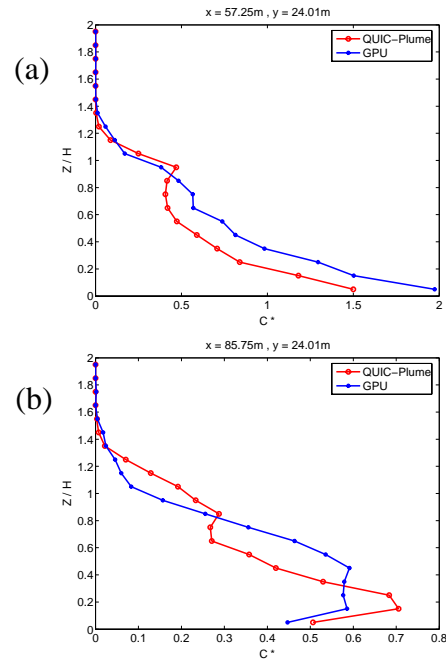 (a)
x = 57.25m , y = 24.01m
QUIC−Plume
GPU
Z / H
2
1.8
1.6
1.4
1.2
1
0.8
0.6
0.4
0.2
0
0 0.5 1 1.5 2
C *
(b)
x = 85.75m , y = 24.01m
QUIC−Plume
GPU
Z / H
2
1.8
1.6
1.4
1.2
1
0.8
0.6
0.4
0.2
0
0 0.1 0.2 0.3 0.4 0.5 0.6 0.7 0.8
C *